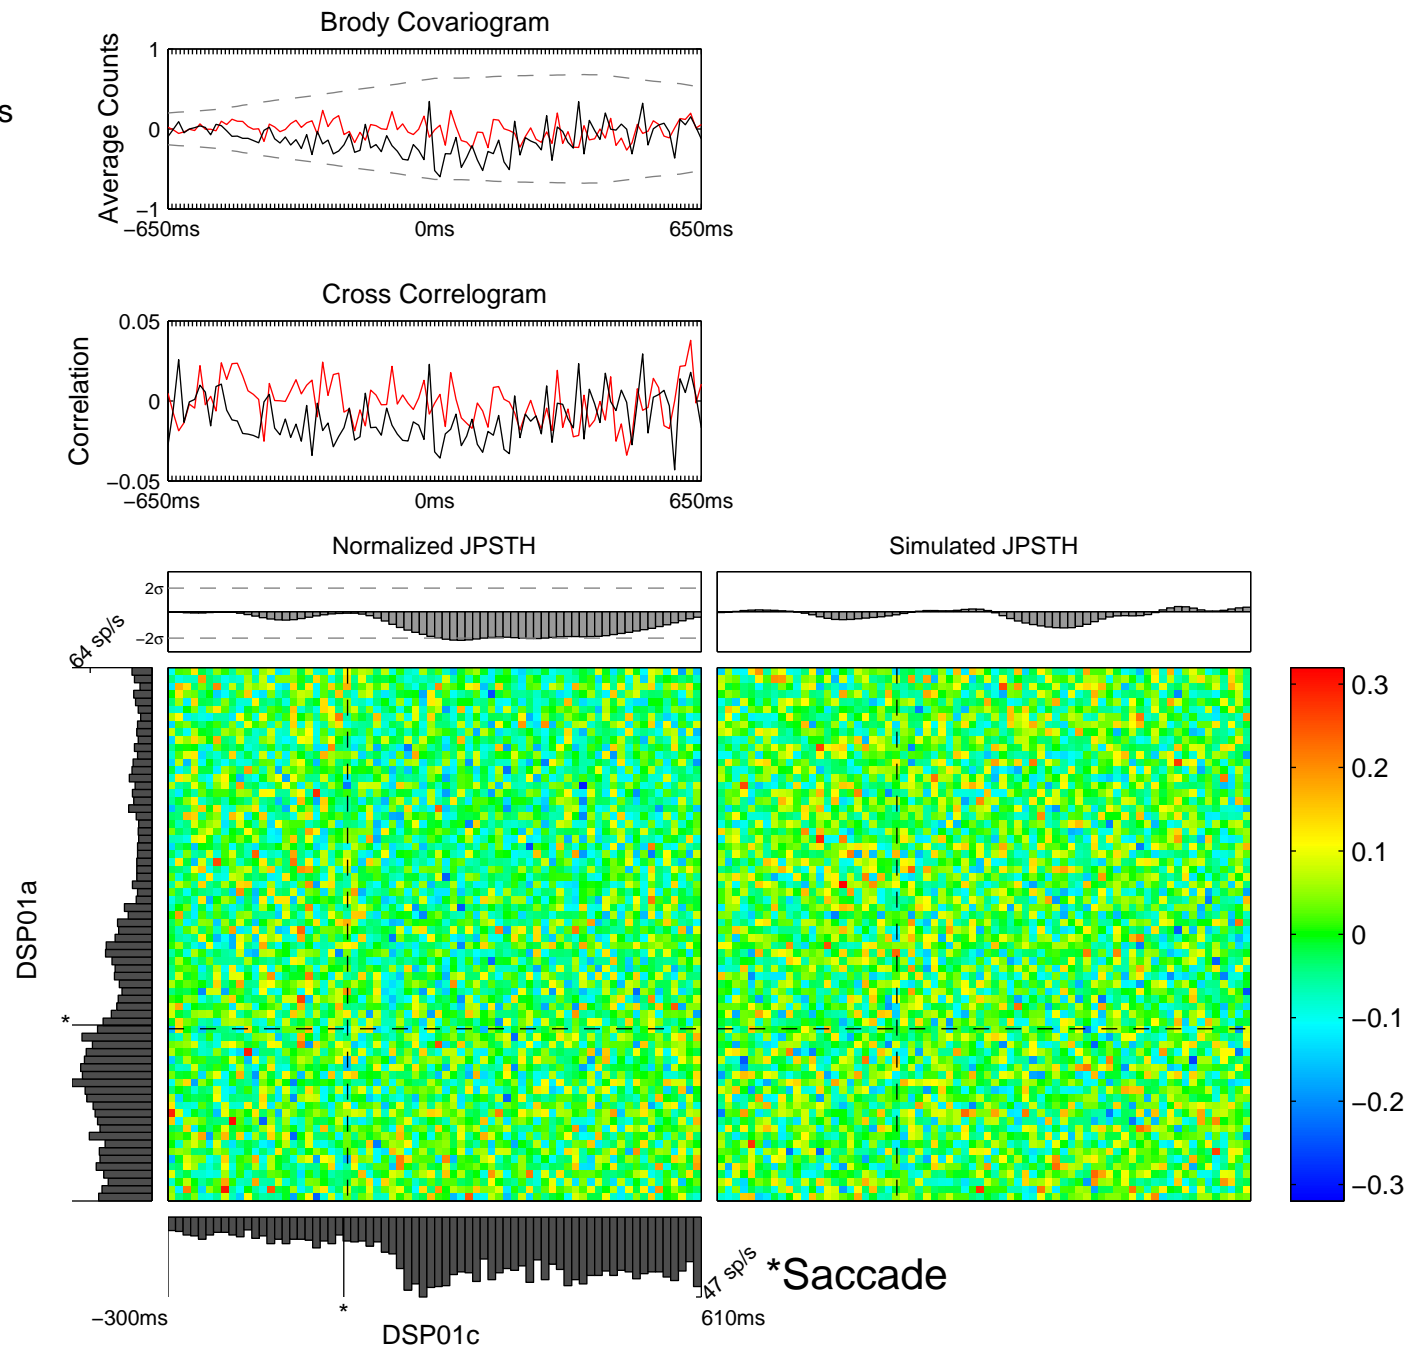 Brody Covariogram
s
Average Counts
1
0
−1
−650ms 0ms 650ms
Cross Correlogram
Correlation
0.05
0
−0.05
−650ms 0ms 650ms
Normalized JPSTH
Simulated JPSTH
2σ
−2σ
64 sp/s
DSP01a
*
0.3
0.2
0.1
0
−0.1
−0.2
−0.3
47 sp/s
*Saccade
*
−300ms
610ms
DSP01c